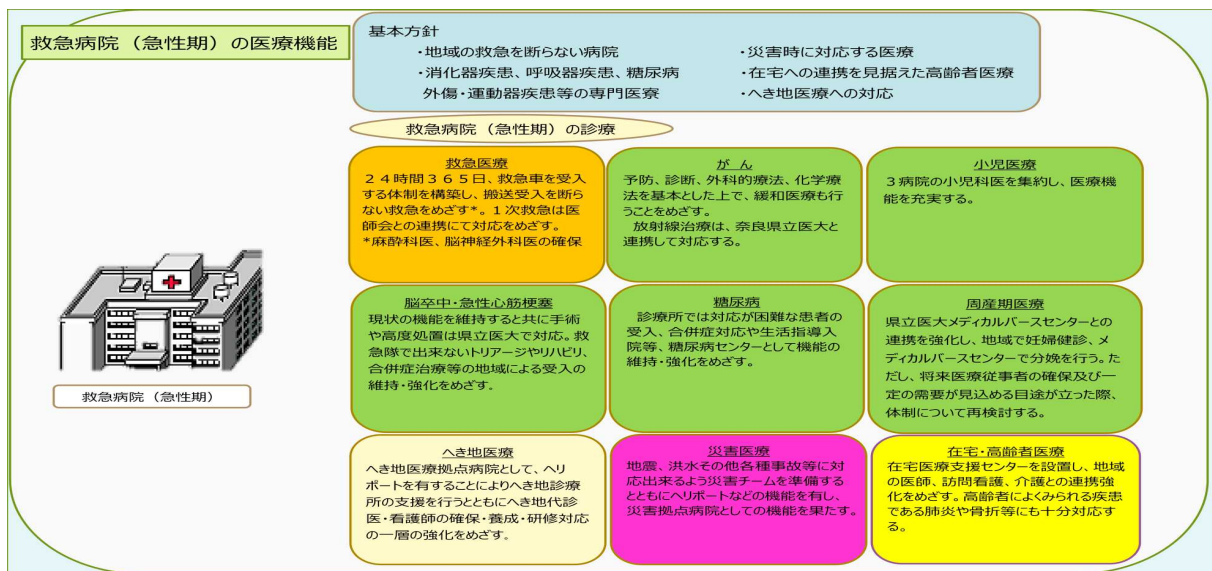 救急病院（急性期）の医療機能
基本方針
・地域の救急を断らない病院
・消化器疾患、呼吸器疾患、糖尿病
外傷・運動器疾患等の専門医療
・災害時に対応する医療
・在宅への連携を見据えた高齢者医療
・へき地医療への対応
救急病院（急性期）の診療
救急医療
２４時間３６５日、救急車を受入
する体制を構築し、搬送受入を断ら
ない救急をめざす*。１次救急は医
師会との連携にて対応をめざす。
*麻酔科医、脳神経外科医の確保
がん
予防、診断、外科的療法、化学療
法を基本とした上で、緩和医療も行
うことをめざす。
放射線治療は、奈良県立医大と
連携して対応する。
小児医療
３病院の小児科医を集約し、医療機
能を充実する。
脳卒中・急性心筋梗塞
現状の機能を維持すると共に手術
や高度処置は県立医大で対応。救
急隊で出来ないトリアージやリハビリ、
合併症治療等の地域による受入の
維持・強化をめざす。
糖尿病
診療所では対応が困難な患者の
受入、合併症対応や生活指導入
院等、糖尿病センターとして機能の
維持・強化をめざす。
周産期医療
県立医大メディカルバースセンターとの
連携を強化し、地域で妊婦健診、メ
ディカルバースセンターで分娩を行う。た
だし、将来医療従事者の確保及び一
定の需要が見込める目途が立った際、
体制について再検討する。
救急病院（急性期）
へき地医療
へき地医療拠点病院として、ヘリ
ポートを有することによりへき地診療
所の支援を行うとともにへき地代診
医・看護師の確保・養成・研修対応
の一層の強化をめざす。
災害医療
地震、洪水その他各種事故等に対
応出来るよう災害チームを準備する
とともにヘリポートなどの機能を有し、
災害拠点病院としての機能を果たす。
在宅・高齢者医療
在宅医療支援センターを設置し、地域
の医師、訪問看護、介護との連携強
化をめざす。高齢者によくみられる疾患
である肺炎や骨折等にも十分対応す
る。